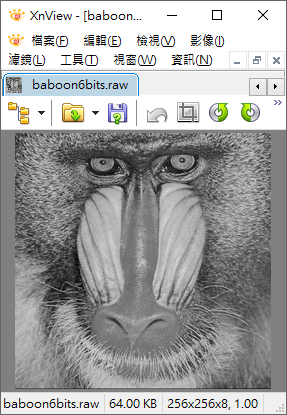 XnView - [baboon
檔案(F) 編輯(E) 檢視(V) 影像(I)
濾鏡(L) 工具(T) 視窗(W) 資訊(N)
baboon6bits.raw
baboon6bits.raw 64.00 KB 256x256x8, 1.00